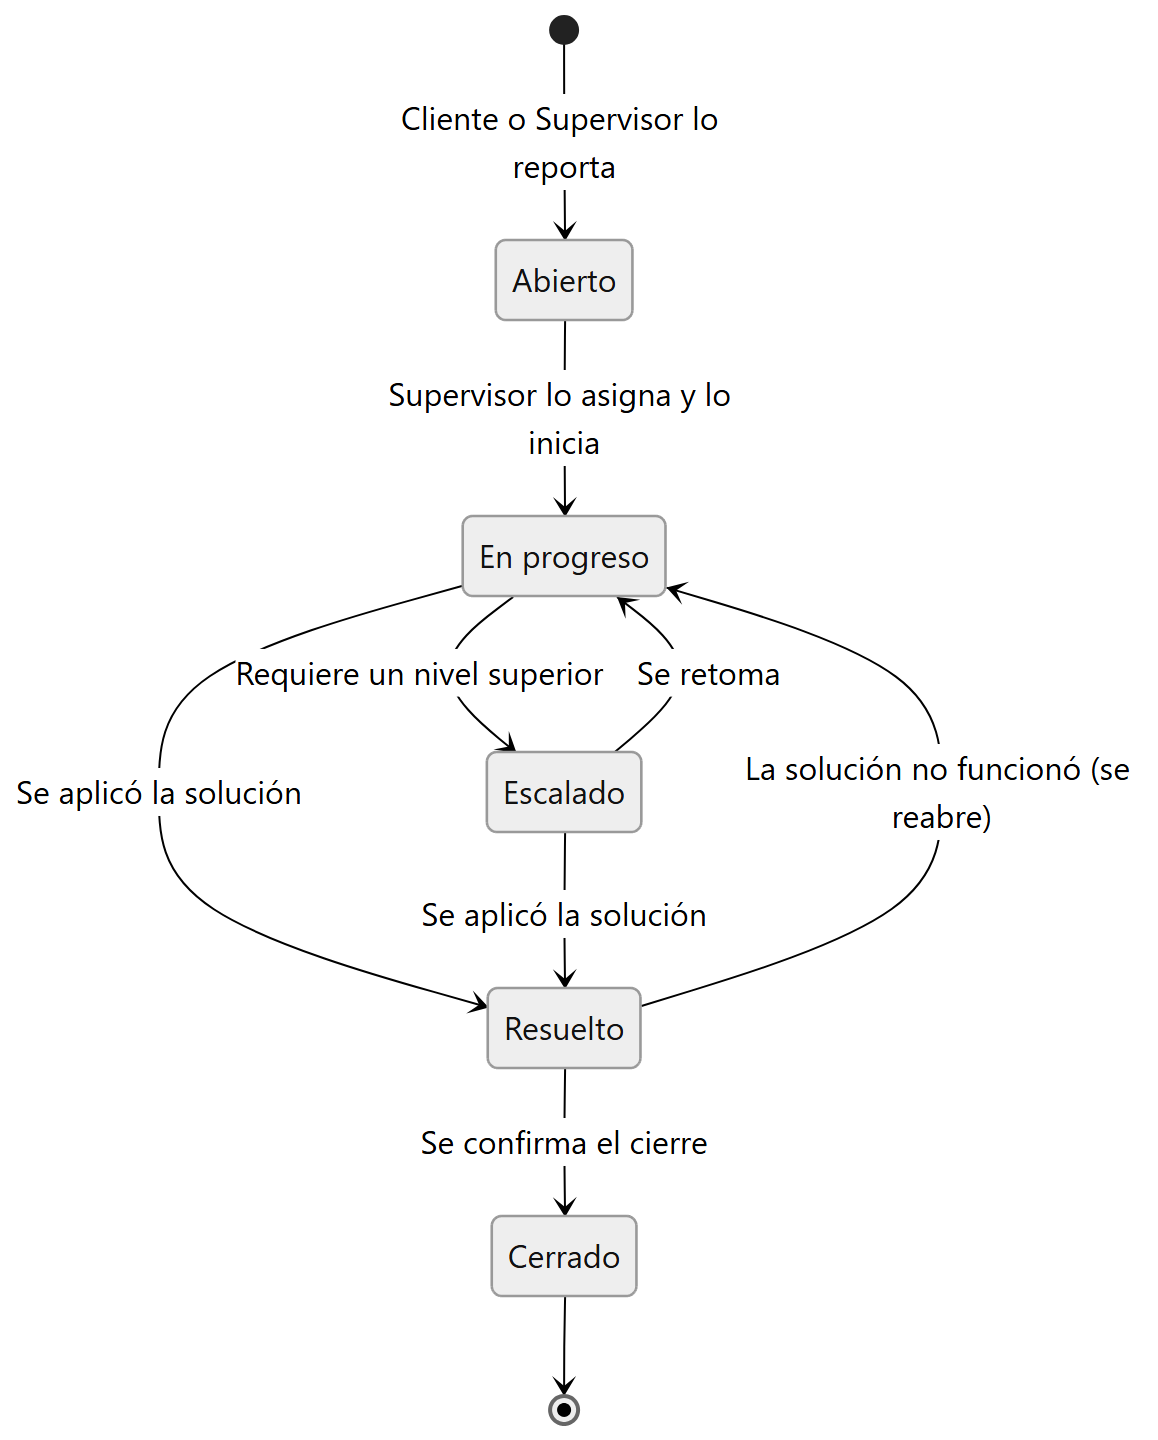 Cliente o Supervisor lo
reporta
Abierto
Supervisor lo asigna y lo
inicia
En progreso
Requiere un nivel superior
Se retoma
Se aplicó la solución
Escalado
La solución no funcionó (se
reabre)
Se aplicó la solución
Resuelto
Se confirma el cierre
Cerrado